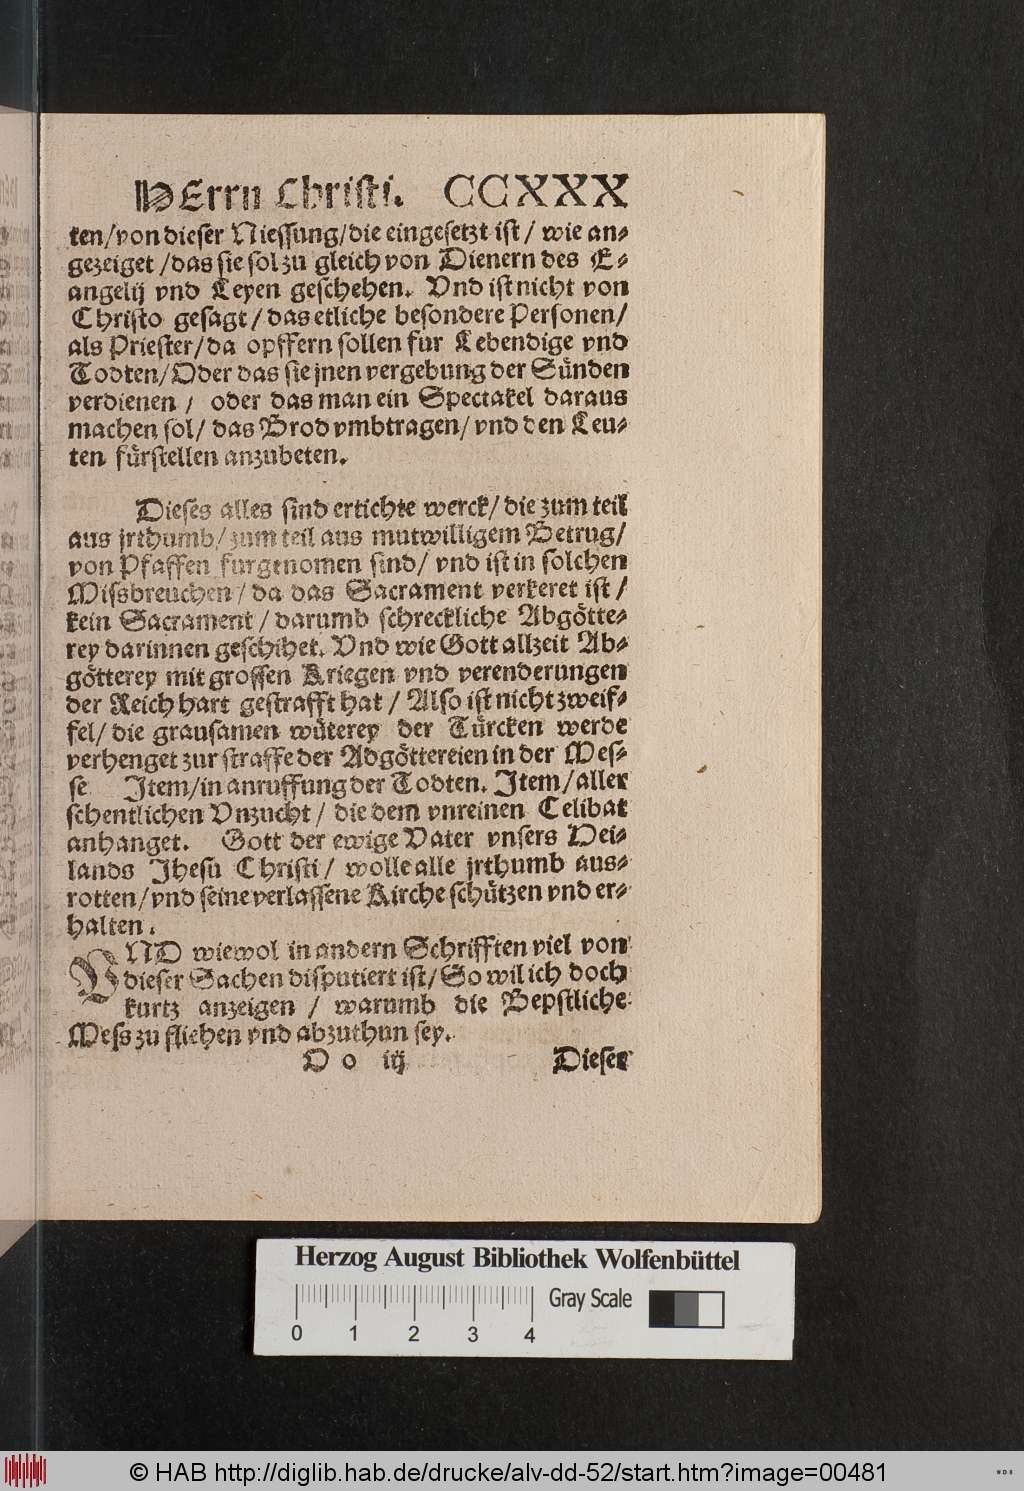 HErrn Christi. CCXXX
ten/von dieser Niessung/die eingesetzt ist/ wie an⸗
gezeiget /das sie sol zu gleich von Dienern des E⸗
angelij vnd Leyen geschehen. Vnd ist nicht von
Christo gesagt/ das etliche besondere Personen/
als Priester/da opffern sollen fur Lebendige vnd
Todten/Oder das sie jnen vergebung der Sünden
verdienen / oder das man ein Spectakel daraus
machen sol/ das Brod vmbtragen/ vnd den Leu⸗
ten fürstellen anzubeten.
Dieses alles sind ertichte werck/ die zum teil
aus jrthumb/ zum teil aus mutwilligem Betrug/
von Pfaffen furgenomen sind/ vnd ist in solchen
Missbreuchen/ da das Sacrament verkeret ist /
kein Sacrament / darumb schreckliche Abgötte⸗
rey darinnen geschihet. Vnd wie Gott allzeit Ab⸗
götterey mit grossen Kriegen vnd verenderungen
der Reich hart gestrafft hat / Also ist nicht zweif⸗
fel/ die grausamen wüterey der Türcken werde
verhenget zur straffe der Abgöttereien in der Mes⸗
se Item/in anruffung der Todten. Item/ aller
schentlichen Vnzucht / die dem vnreinen Celibat
anhanget. Gott der ewige Vater vnsers Hei⸗
lands Jhesu Christi/ wolle alle jrthumb aus⸗
rotten/vnd seine verlassene Kirche schützen vnd er⸗
halten.
VND wiewol in andern Schrifften viel von
dieser Sachen disputiert ist/ So wil ich doch
kurtz anzeigen / warumb die Bepstliche
Mess zu fliehen vnd abzuthun sey.
O o iij Dieser
Herzog August Bibliothek Wolfenbüttel
0 1 2 3 4 Gray Scale
© HAB http://diglib.hab.de/drucke/alv-dd-52/start.htm?image=00481